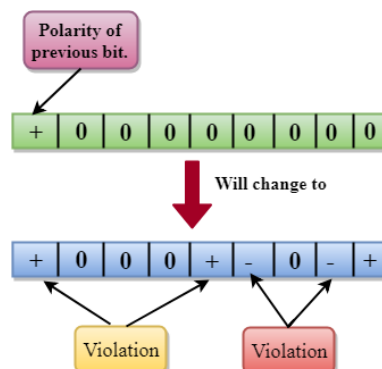 Polarity of
previous bit.
+ 0 0 0 0 0 0 0 0
Will change to
+ 0 0 0 + - 0 - +
Violation Violation